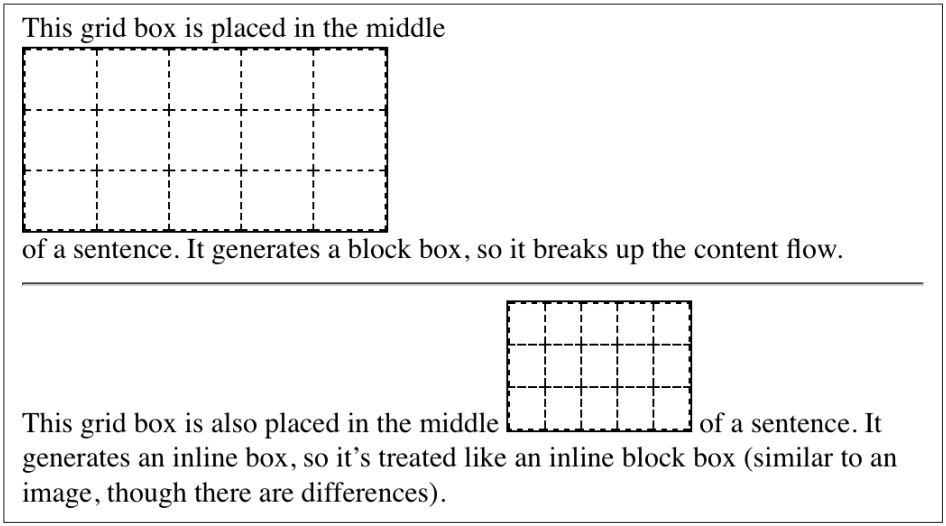 This grid box is placed in the middle
of a sentence. It generates a block box, so it breaks up the content flow.
This grid box is also placed in the middle of a sentence. It
generates an inline box, so it’s treated like an inline block box (similar to an
image, though there are differences).